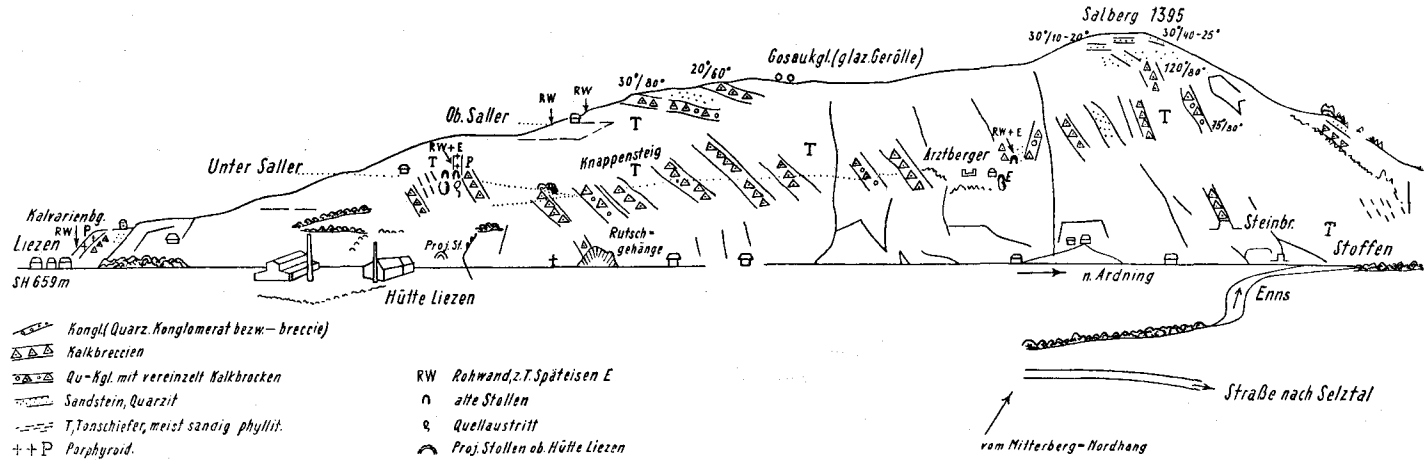 Salberg 1395
30°/10-20°
30°/40-25°
Gosaukgl. (glaz. Gerölle)
20°/60°
30°/80°
120°/80°
RW
RW
Ob. Saller
T
T
75°/80°
RW+E
RW+E
T
P
Knappensteig
T
T
Arztberger
E
Unter Saller
Kalvarienbg.
RW P
Liezen
Proj. St.
Rutsch-
gehänge
Steinbr.
T
Stoffen
SH 659m
n. Ardning
Hütte Liezen
Enns
Kongl. (Quarz. Konglomerat bezw. – breccie)
Kalkbreccien
Qu-Kgl. mit vereinzelt Kalkbrocken
Sandstein, Quarzit
T, Tonschiefer, meist sandig phyllit.
++P Porphyroid.
RW Rohwand, z.T. Späteisen E
alte Stollen
Quellaustritt
Proj. Stollen ob. Hütte Liezen
Straße nach Selztal
vom Mitterberg=Nordhang